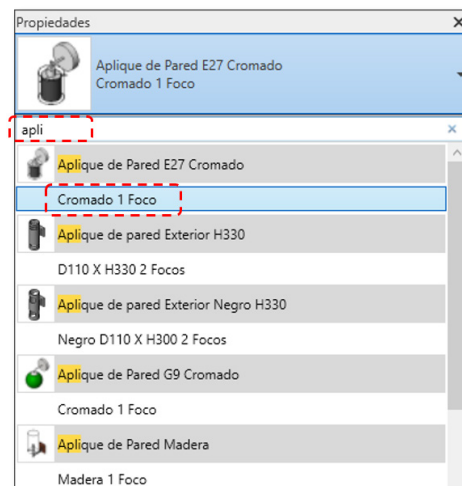 Propiedades
Aplique de Pared E27 Cromado
Cromado 1 Foco
apli
Aplique de Pared E27 Cromado
Cromado 1 Foco
Aplique de pared Exterior H330
D110 X H330 2 Focos
Aplique de pared Exterior Negro H330
Negro D110 X H300 2 Focos
Aplique de Pared G9 Cromado
Cromado 1 Foco
Aplique de Pared Madera
Madera 1 Foco